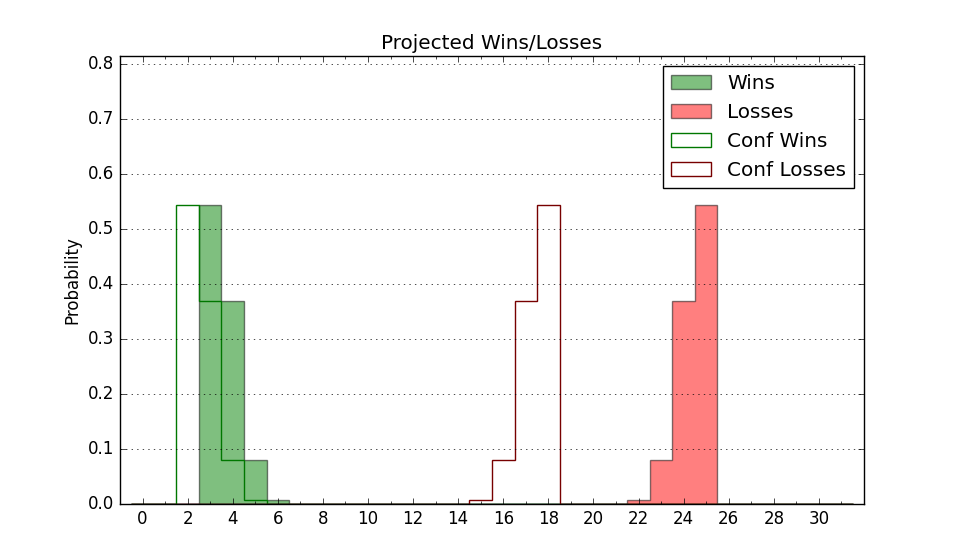 Projected Wins/Losses
0.8
0.7
0.6
0.5
0.4
0.3
0.2
0.1
0.0
Probability
Wins
Losses
Conf Wins
Conf Losses
0 2 4 6 8 10 12 14 16 18 20 22 24 26 28 30